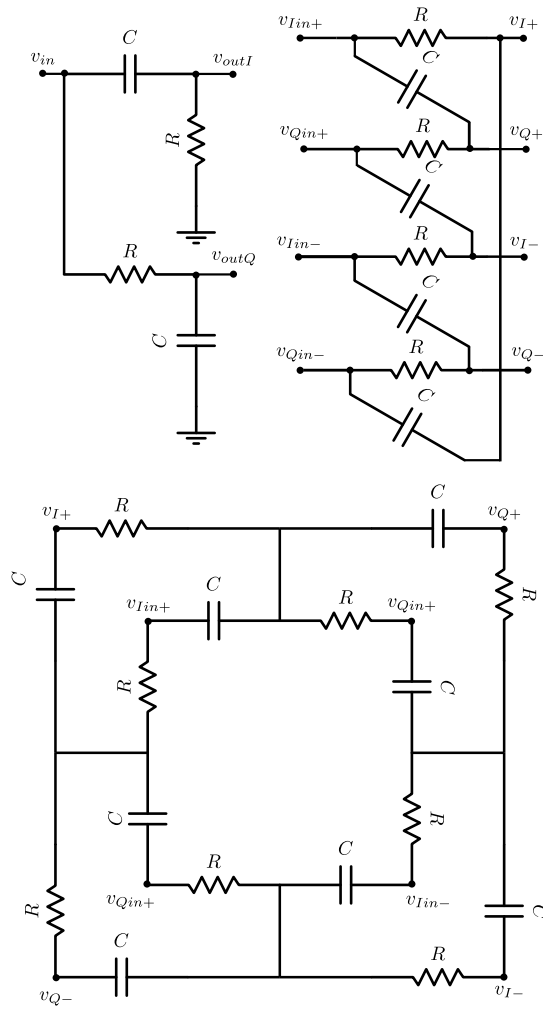 C
v_in
v_outI
R
R
v_outQ
C
v_Iin+
R
v_I+
C
v_Qin+
R
v_Q+
C
v_Iin−
R
v_I−
C
v_Qin−
R
v_Q−
C
v_I+
R
C
v_Q+
C
R
v_Iin+
C
R
v_Qin+
R
C
C
R
v_Qin+
R
C
v_Iin−
R
C
v_Q−
C
R
v_I−